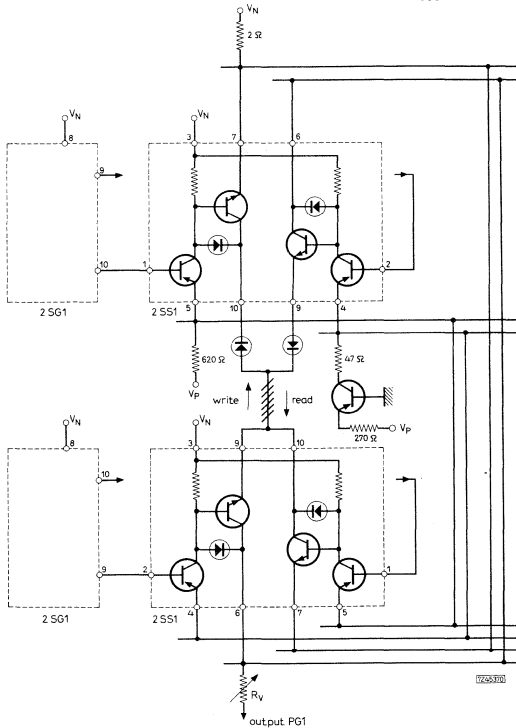 V_N
2 Ω
V_N
8
9
10
2 SG1
V_N
3
7
6
1
2
5
10
9
4
2 SS1
620 Ω
V_P
47 Ω
write
read
270 Ω
V_P
V_N
8
10
9
2 SG1
V_N
3
9
10
2
1
4
6
7
5
2 SS1
R_V
output PG1
7Z45370